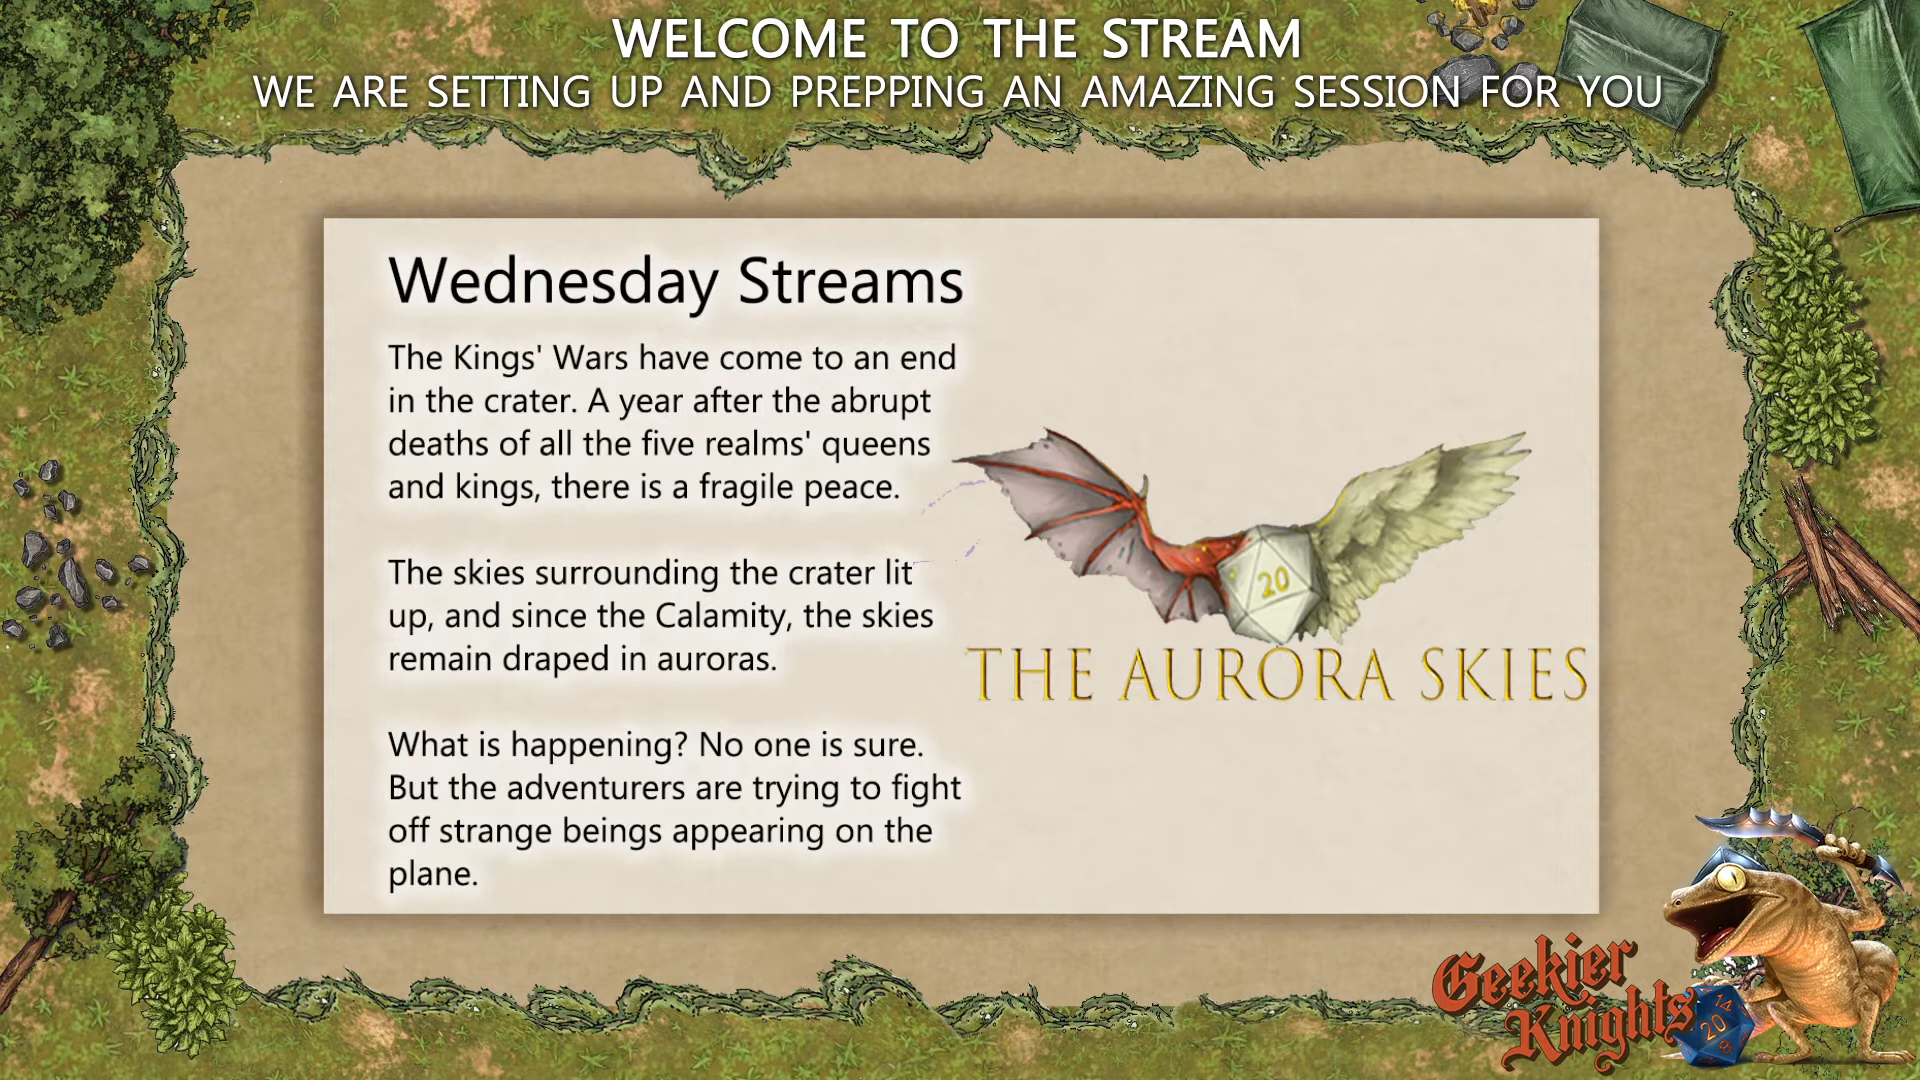 WELCOME TO THE STREAM
WE ARE SETTING UP AND PREPPING AN AMAZING SESSION FOR YOU
Wednesday Streams
The Kings' Wars have come to an end
in the crater. A year after the abrupt
deaths of all the five realms' queens
and kings, there is a fragile peace.
The skies surrounding the crater lit
up, and since the Calamity, the skies
remain draped in auroras.
What is happening? No one is sure.
But the adventurers are trying to fight
off strange beings appearing on the
plane.
20
THE AURORA SKIES
Geekier
Knights
14
20
8